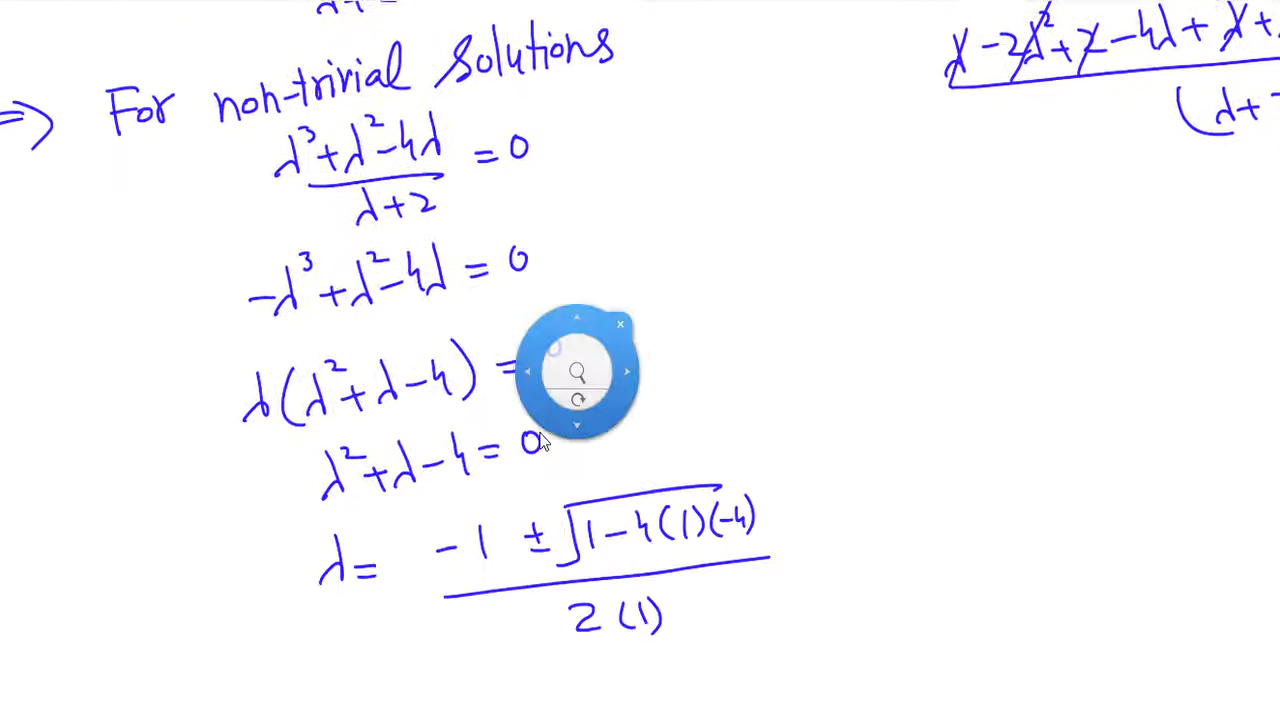 ⇒ For non-trivial solutions
λ³+λ²-4λ / λ+2 = 0
-λ³+λ²-4λ = 0
λ(λ²+λ-4) = 0
λ²+λ-4 = 0
λ = -1 ± √1-4(1)(-4) / 2(1)